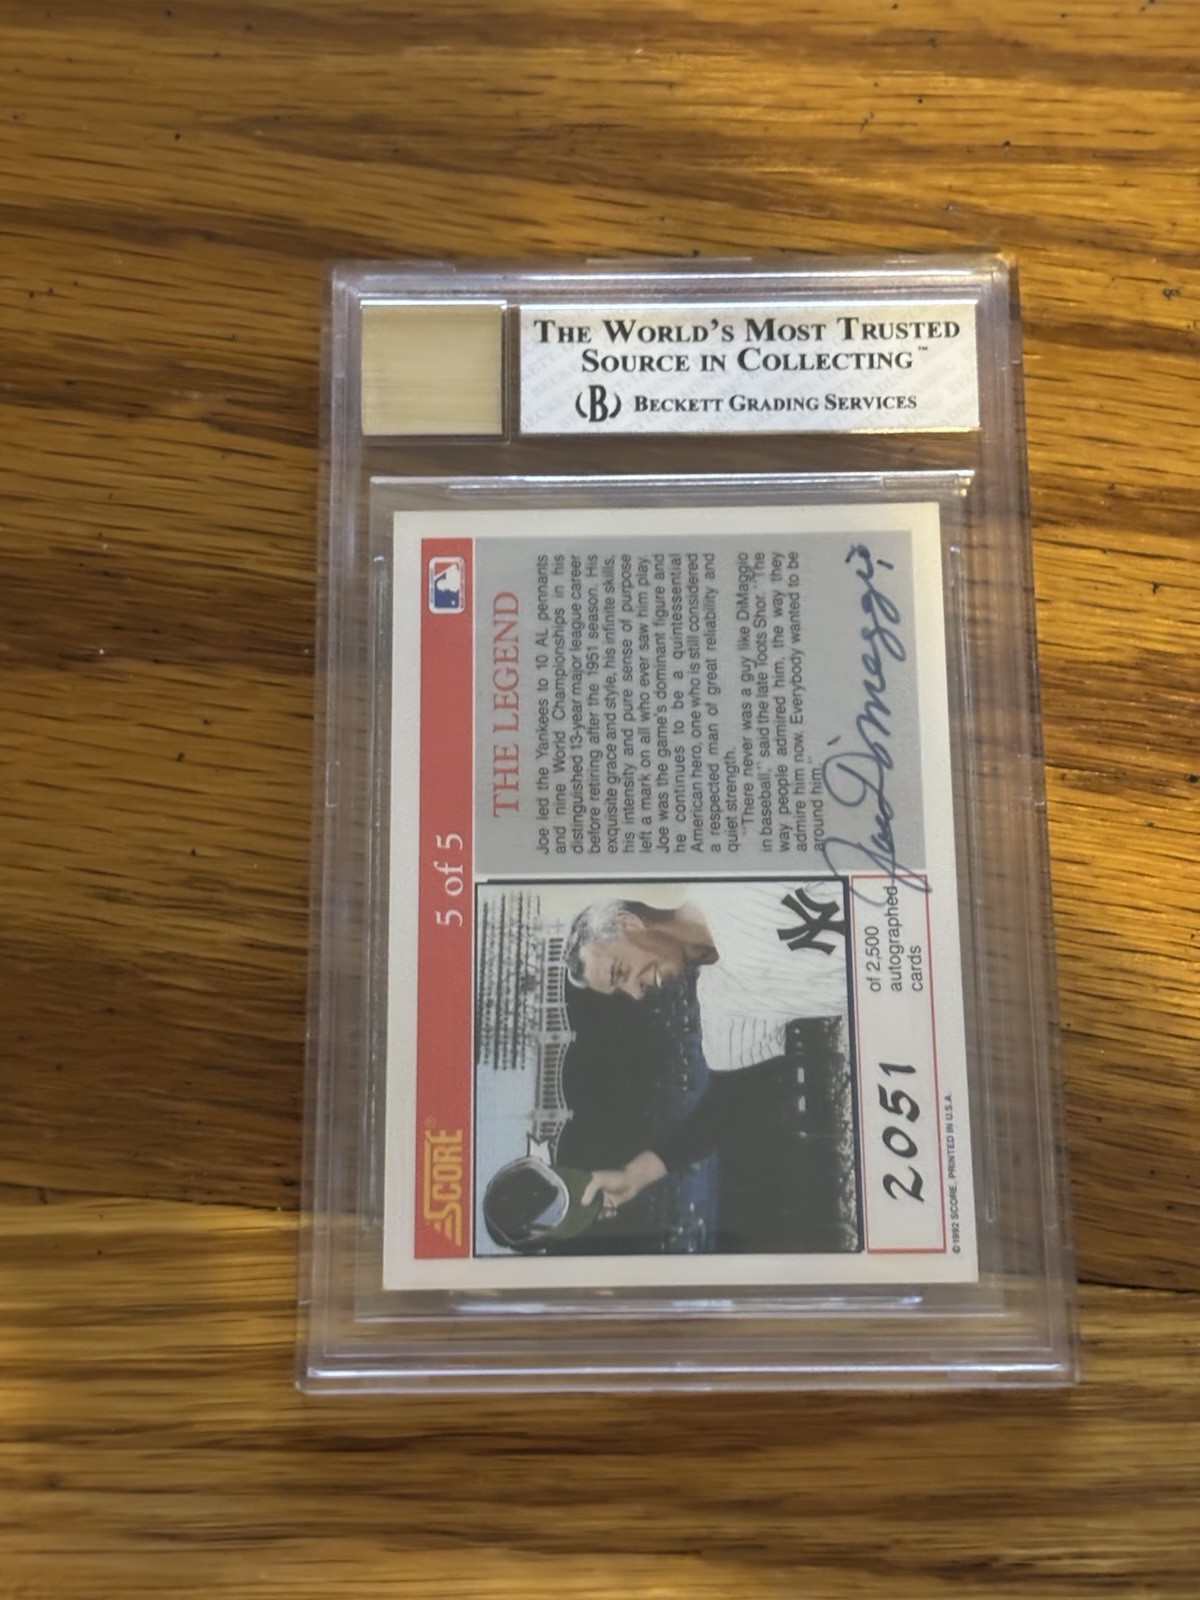 THE WORLD'S MOST TRUSTED
SOURCE IN COLLECTING™
(B) BECKETT GRADING SERVICES
SCORE®
5 of 5
THE LEGEND
Joe led the Yankees to 10 AL pennants
and nine World Championships in his
distinguished 13-year major league career
before retiring after the 1951 season. His
exquisite grace and style, his infinite skills,
his intensity and pure sense of purpose
left a mark on all who ever saw him play.
Joe was the game's dominant figure and
he continues to be a quintessential
American hero, one who is still considered
a respected man of great reliability and
quiet strength.
"There never was a guy like DiMaggio
in baseball," said the late Toots Shor. "The
way people admired him, the way they
admire him now. Everybody wanted to be
around him."
Joe DiMaggio
2051
of 2,500
autographed
cards
© 1992 SCORE, PRINTED IN U.S.A.